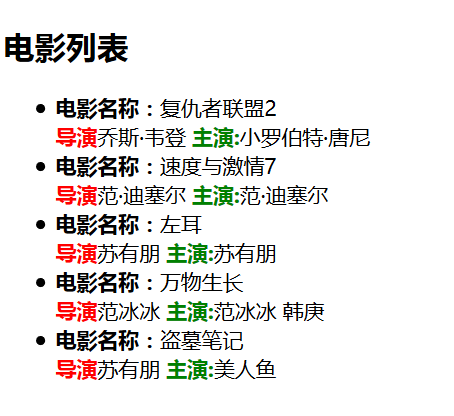 电影列表
电影名称：复仇者联盟2
导演乔斯·韦登 主演:小罗伯特·唐尼
电影名称：速度与激情7
导演范·迪塞尔 主演:范·迪塞尔
电影名称：左耳
导演苏有朋 主演:苏有朋
电影名称：万物生长
导演范冰冰 主演:范冰冰 韩庚
电影名称：盗墓笔记
导演苏有朋 主演:美人鱼